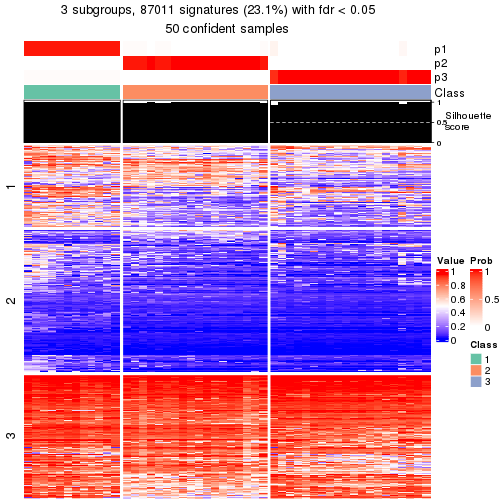 3 subgroups, 87011 signatures (23.1%) with fdr < 0.05
50 confident samples
p1
p2
p3
Class
1
0.5
0
Silhouette
score
1
2
3
Value
1
0.8
0.6
0.4
0.2
0
Prob
1
0.5
0
Class
1
2
3